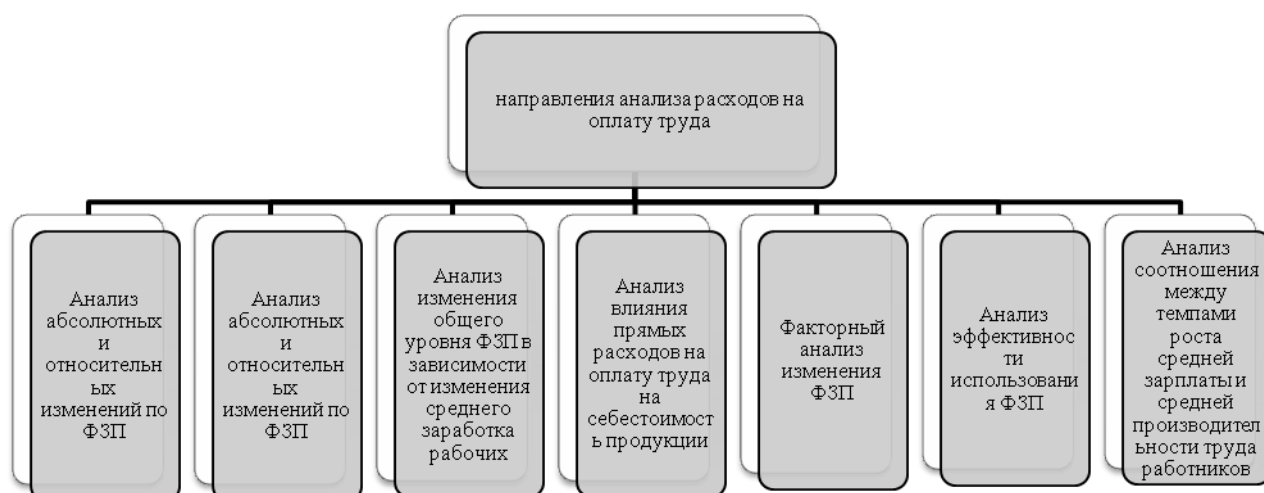 направления анализа расходов на
оплату труда
Анализ
абсолютных
и
относительн
ых
изменений по
ФЗП
Анализ
абсолютных
и
относительн
ых
изменений по
ФЗП
Анализ
изменения
общего
уровня ФЗП в
зависимости
от изменения
среднего
заработка
рабочих
Анализ
влияния
прямых
расходов на
оплату труда
на
себестоимост
ь продукции
Факторный
анализ
изменения
ФЗП
Анализ
эффективнос
ти
использовани
я ФЗП
Анализ
соотношения
между
темпами
роста
средней
зарплаты и
средней
производител
ьности труда
работников